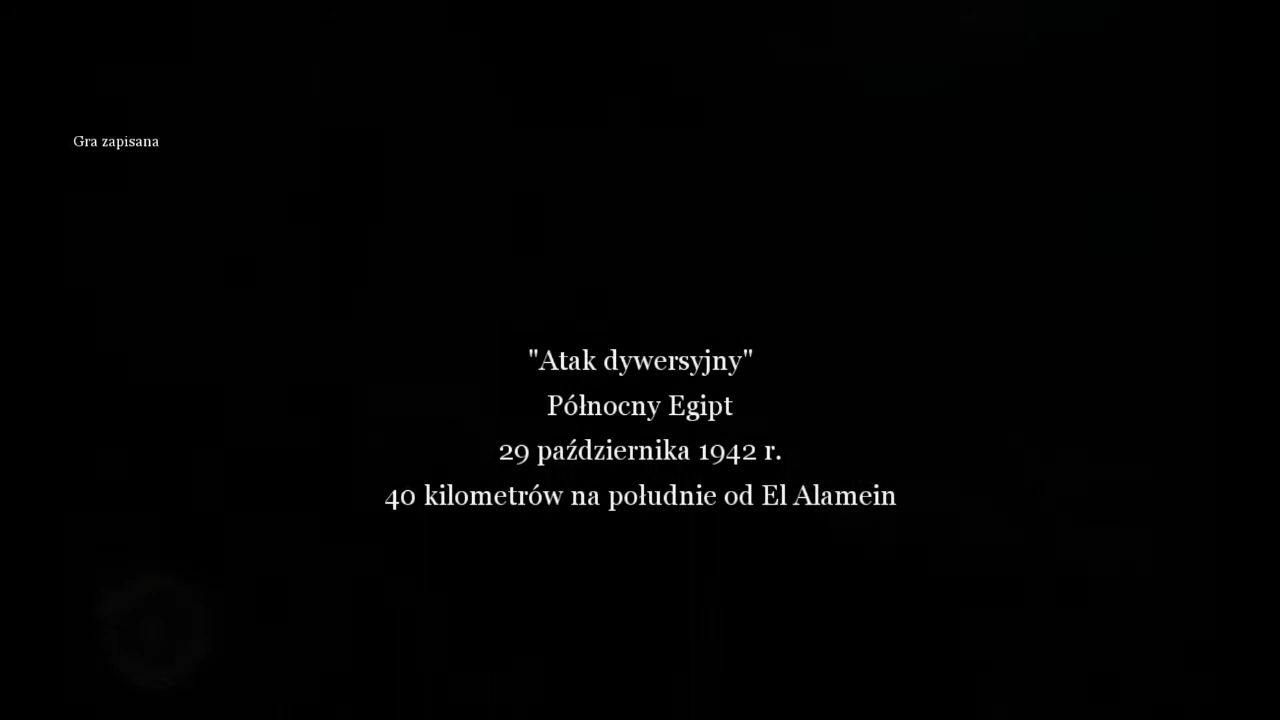 Gra zapisana
"Atak dywersyjny"
Północny Egipt
29 października 1942 r.
40 kilometrów na południe od El Alamein